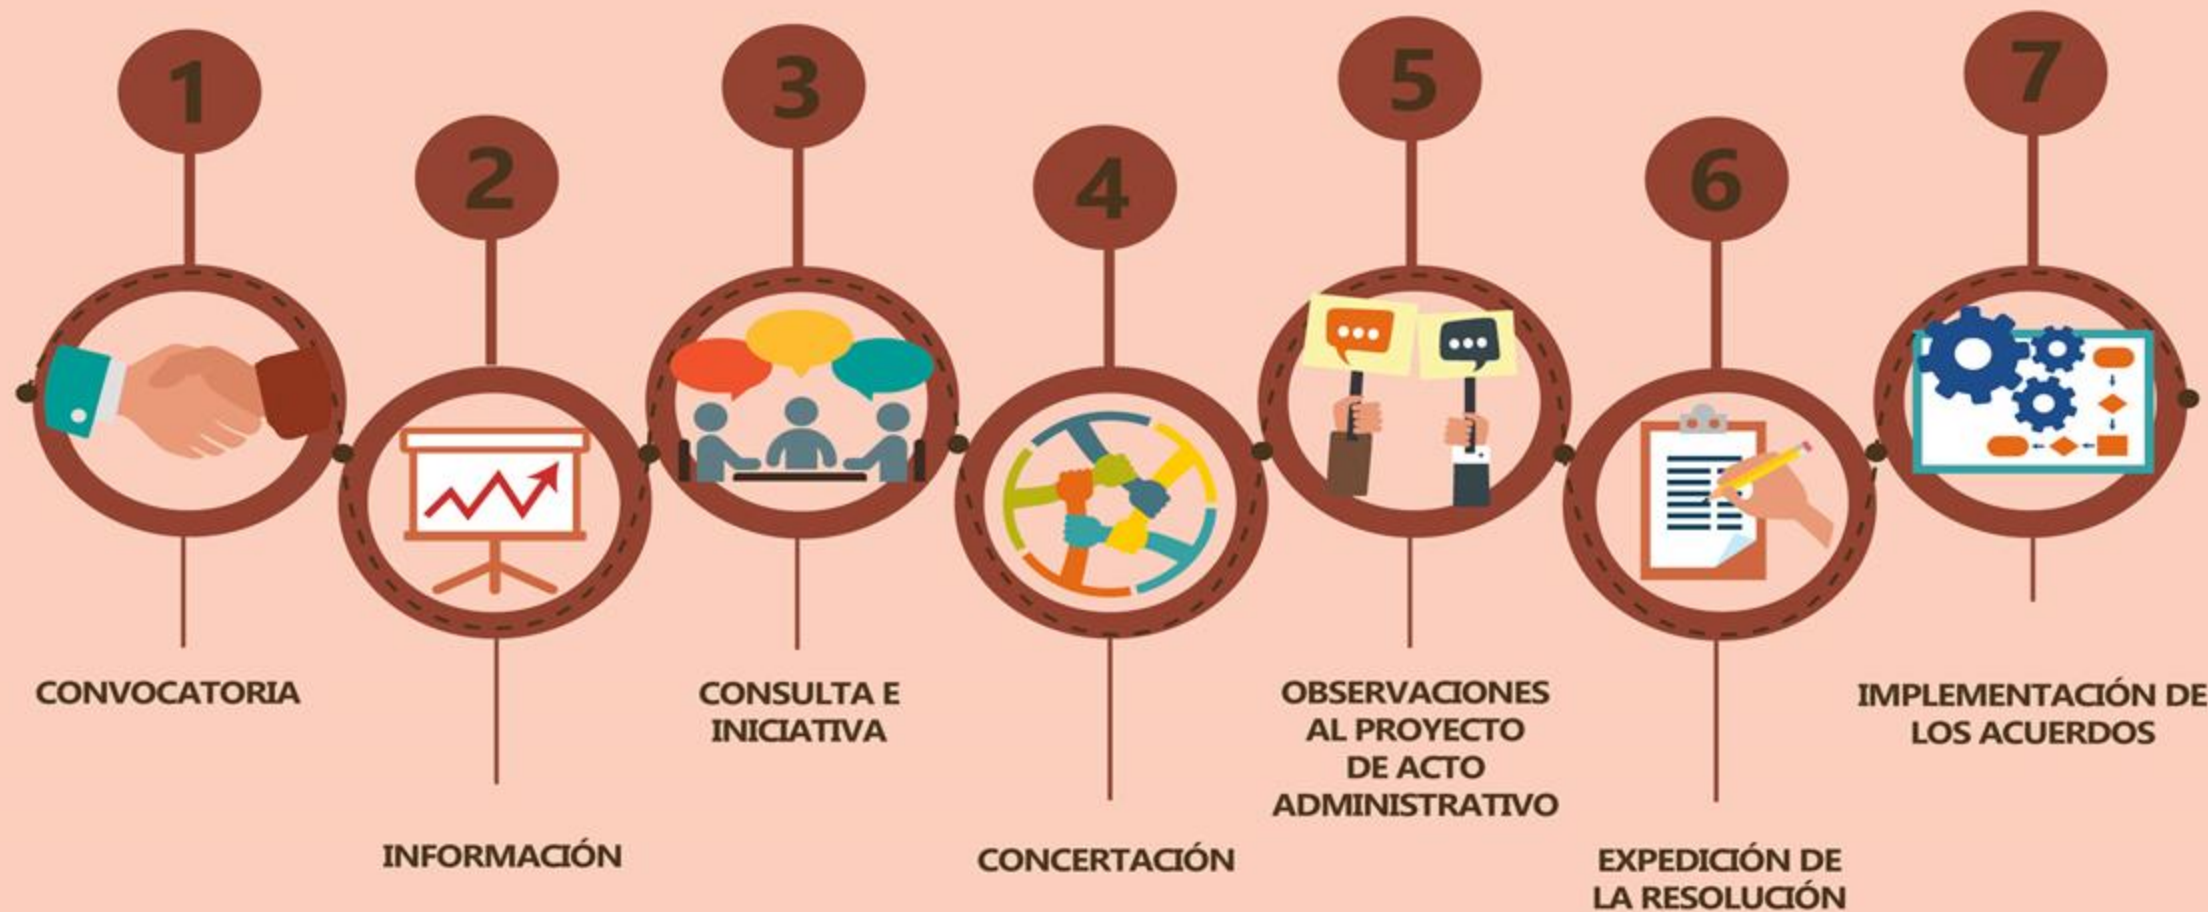 1
CONVOCATORIA
2
INFORMACIÓN
3
CONSULTA E
INICIATIVA
4
CONCERTACIÓN
5
OBSERVACIONES
AL PROYECTO
DE ACTO
ADMINISTRATIVO
6
EXPEDICIÓN DE
LA RESOLUCIÓN
7
IMPLEMENTACIÓN DE
LOS ACUERDOS